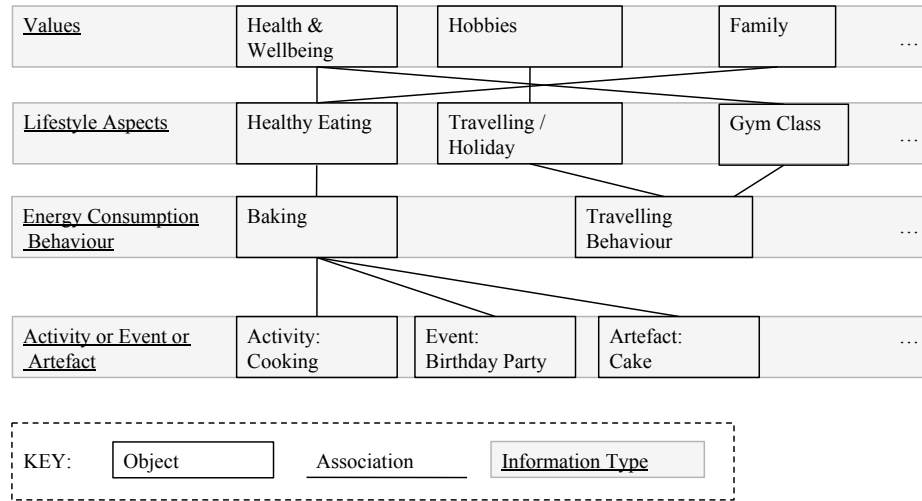 Values
Health &
Wellbeing
Hobbies
Family
…
Lifestyle Aspects
Healthy Eating
Travelling /
Holiday
Gym Class
…
Energy Consumption
Behaviour
Baking
Travelling
Behaviour
…
Activity or Event or
Artefact
Activity:
Cooking
Event:
Birthday Party
Artefact:
Cake
…
KEY:
Object
Association
Information Type